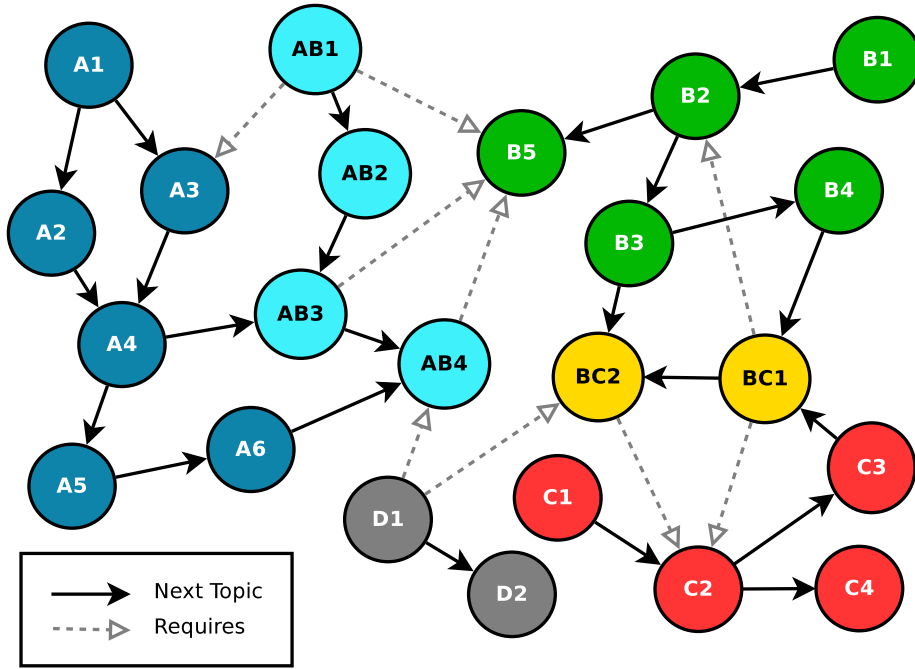 A1
AB1
B1
B2
B5
AB2
A3
B4
A2
B3
AB3
A4
AB4
BC2
BC1
A6
C3
A5
C1
D1
C2
C4
D2
Next Topic
Requires